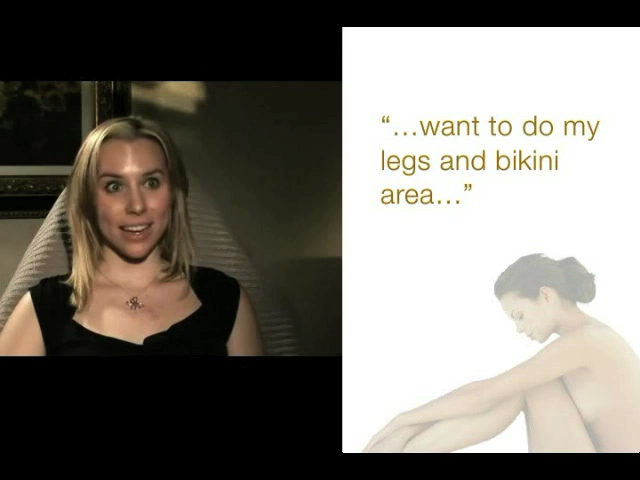 “…want to do my
legs and bikini
area…”